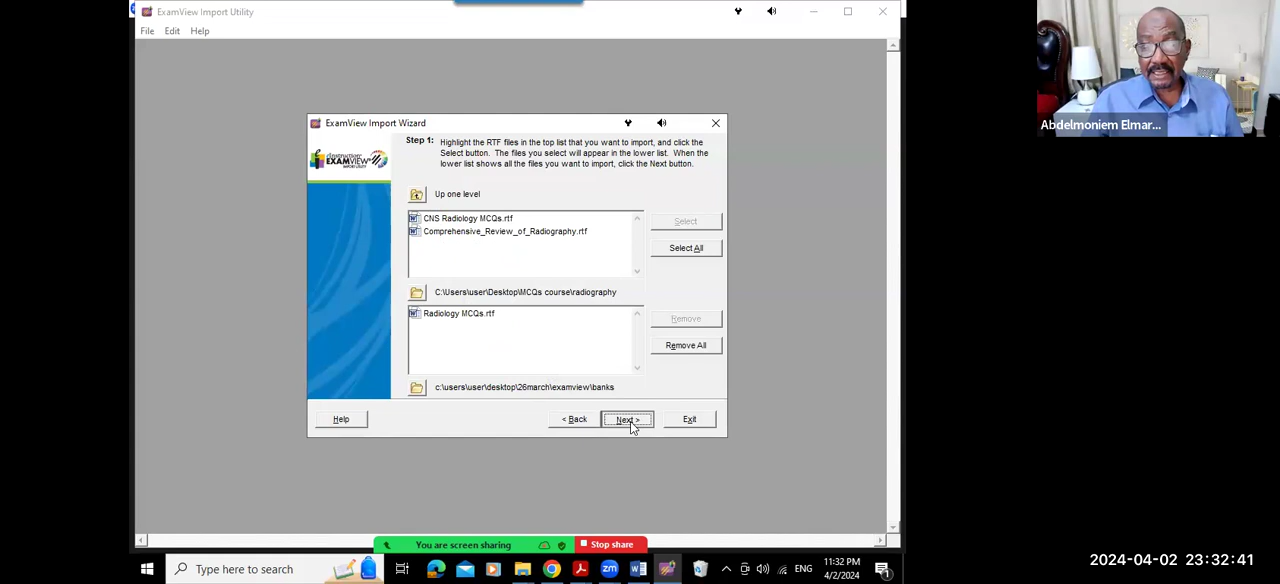 ExamView Import Utility
File Edit Help
Abdelmoniem Elmar...
ExamView Import Wizard
Step 1: Highlight the RTF files in the top list that you want to import, and click the
Select button. The files you select will appear in the lower list. When the
lower list shows all the files you want to import, click the Next button.
eInstruction
EXAMVIEW
IMPORT UTILITY
Up one level
CNS Radiology MCQs.rtf
Comprehensive_Review_of_Radiography.rtf
Select
Select All
C:\Users\user\Desktop\MCQs course\radiography
Radiology MCQs.rtf
Remove
Remove All
c:\users\user\desktop\26march\examview\banks
Help < Back Next > Exit
You are screen sharing Stop share
Type here to search
zm
ENG
11:32 PM
4/2/2024
1
2024-04-02 23:32:41